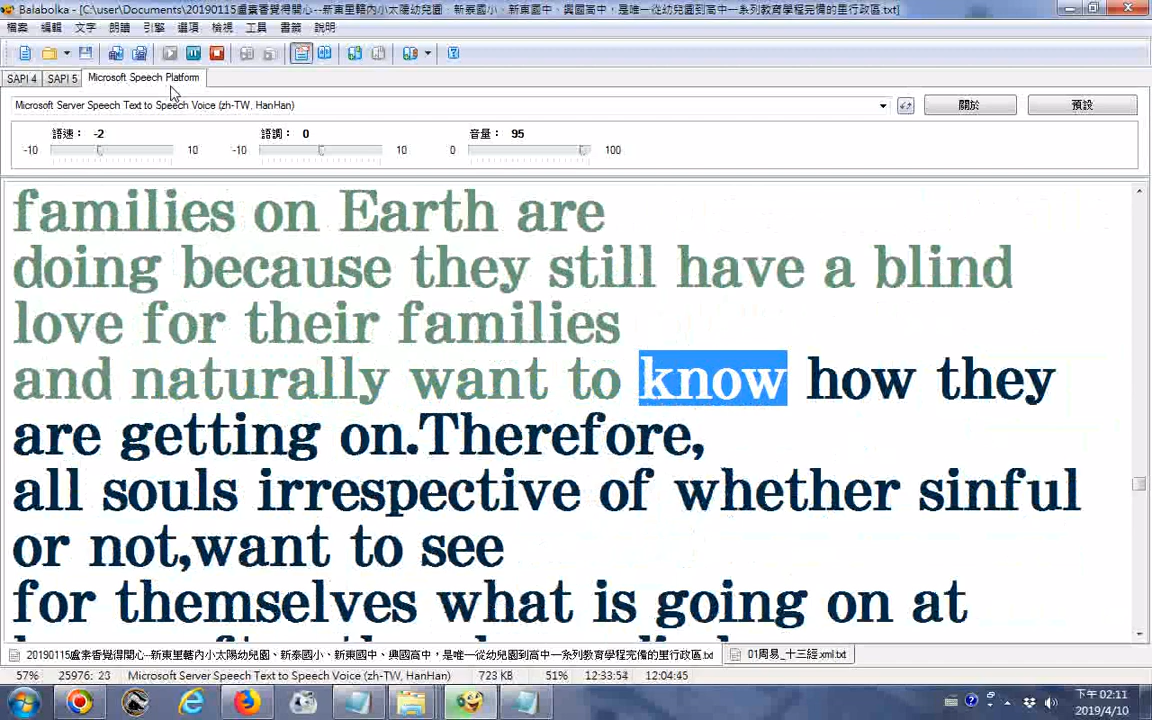 Balabolka - [C:\user\Documents\20190115盧紫香覺得開心--新東里轄內小太陽幼兒園、新泰國小、新東國中、興國高中，是唯一從幼兒園到高中一系列教育學程完備的里行政區.txt]
檔案 編輯 文字 朗讀 引擎 選項 檢視 工具 書籤 說明
SAPI 4 SAPI 5 Microsoft Speech Platform
Microsoft Server Speech Text to Speech Voice (zh-TW, HanHan) 關於 預設
語速： -2 語調： 0 音量： 95
-10 10 -10 10 0 100
families on Earth are
doing because they still have a blind
love for their families
and naturally want to know how they
are getting on.Therefore,
all souls irrespective of whether sinful
or not,want to see
for themselves what is going on at
20190115盧紫香覺得開心--新東里轄內小太陽幼兒園、新泰國小、新東國中、興國高中，是唯一從幼兒園到高中一系列教育學程完備的里行政區.txt 01周易_十三經.xml.txt
57% 25976: 23 Microsoft Server Speech Text to Speech Voice (zh-TW, HanHan) 723 KB 51% 12:33:54 12:04:45
下午 02:11
2019/4/10